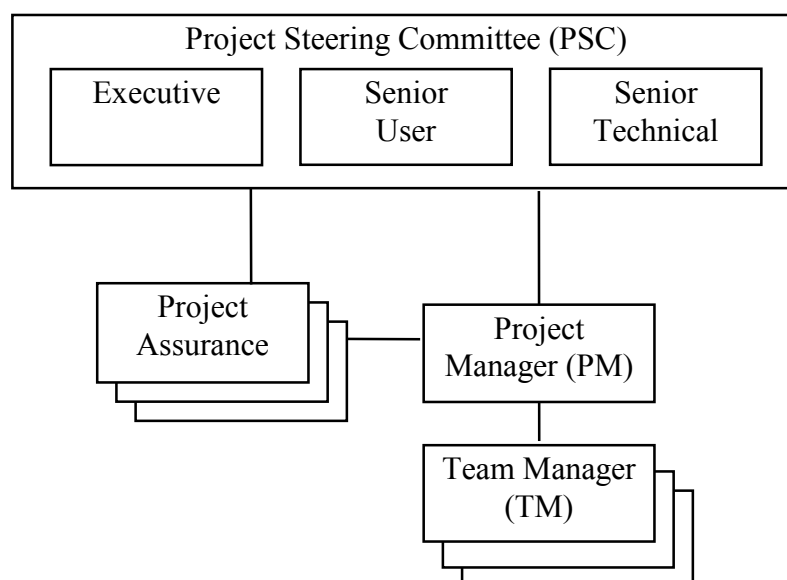 Project Steering Committee (PSC)
Executive
Senior
User
Senior
Technical
Project
Assurance
Project
Manager (PM)
Team Manager
(TM)